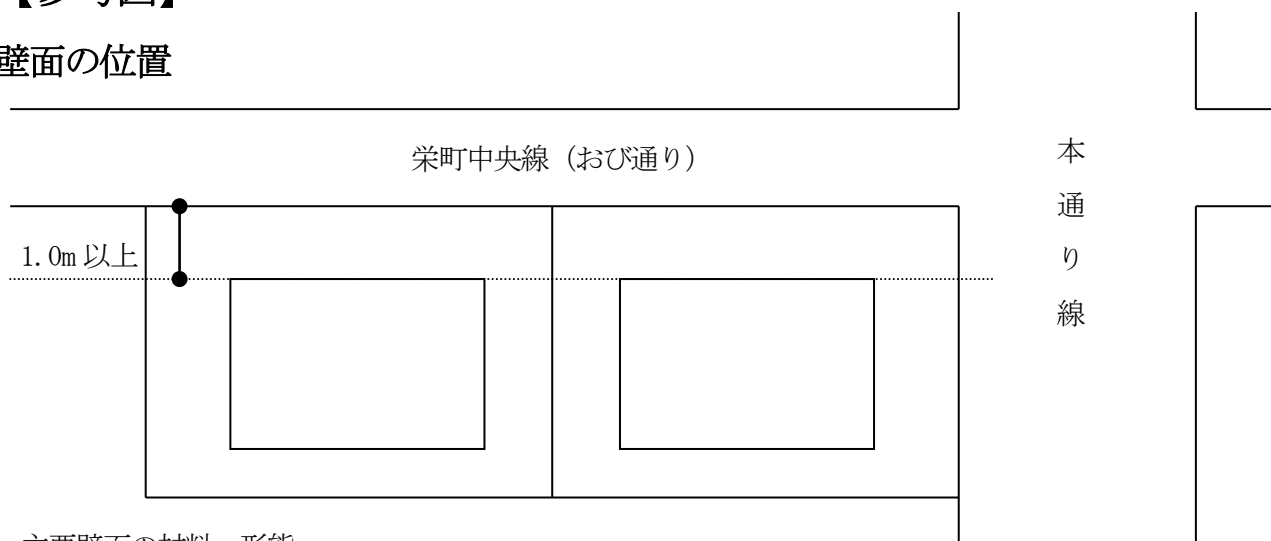 【参考図】
壁面の位置
栄町中央線（おび通り）
本通り線
1.0m以上
主要壁面の材料、形態